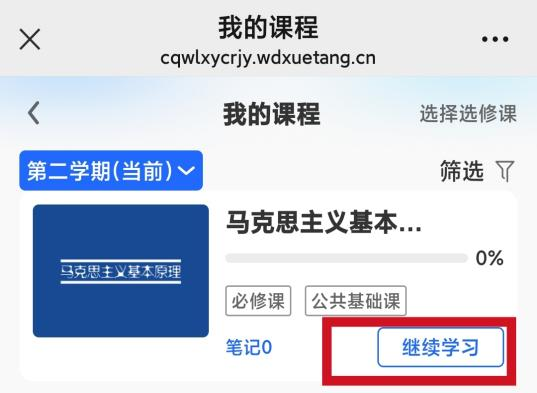 我的课程
cqwlxycrjy.wdxuetang.cn
我的课程
选择选修课
第二学期(当前)
筛选
马克思主义基本原理
马克思主义基本...
0%
必修课
公共基础课
笔记0
继续学习